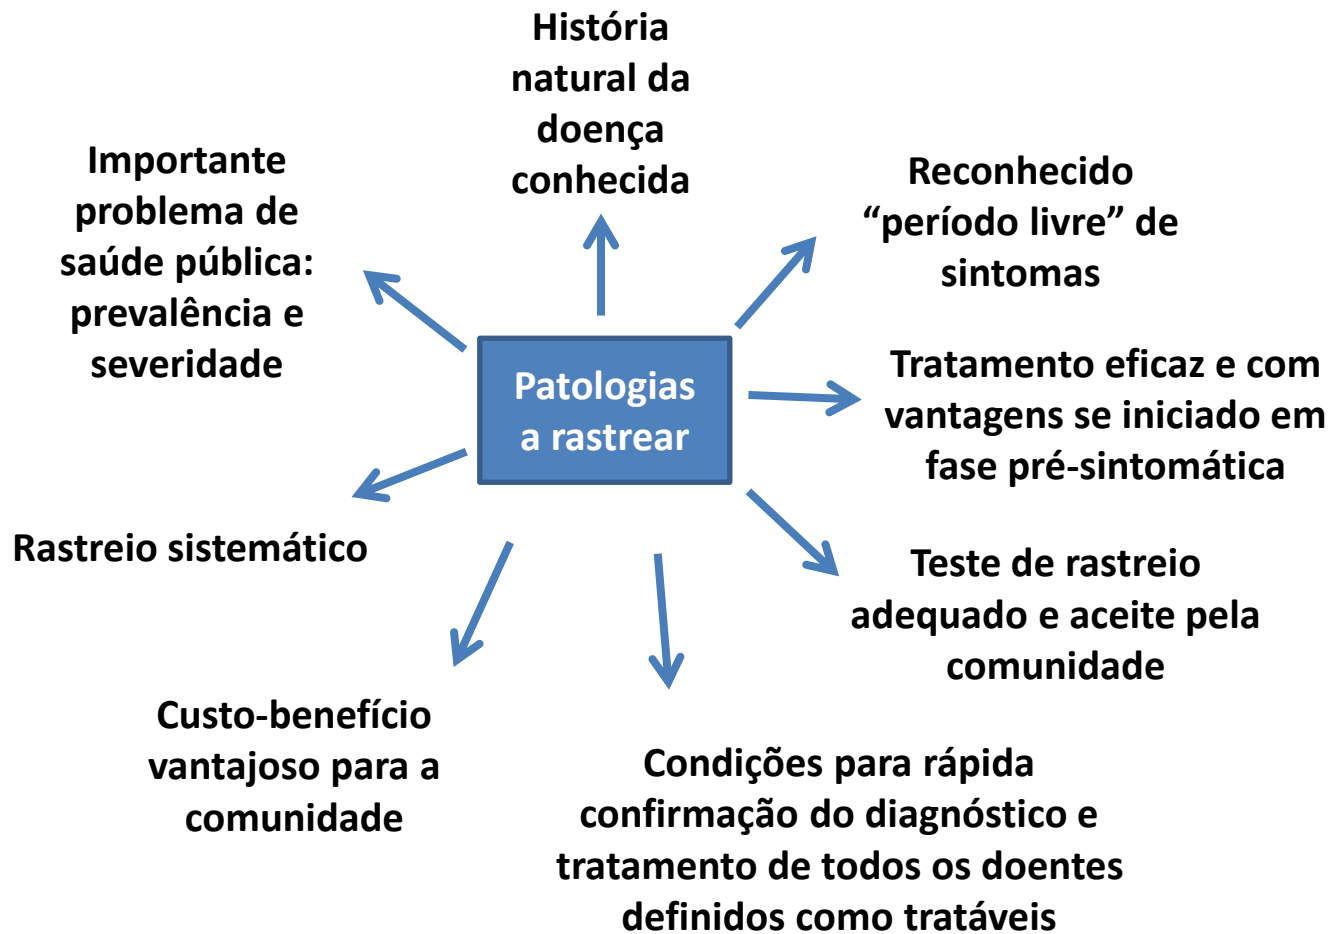 História
natural da
doença
conhecida
Importante
problema de
saúde pública:
prevalência e
severidade
Reconhecido
“período livre” de
sintomas
Patologias
a rastrear
Tratamento eficaz e com
vantagens se iniciado em
fase pré-sintomática
Rastreio sistemático
Teste de rastreio
adequado e aceite pela
comunidade
Custo-benefício
vantajoso para a
comunidade
Condições para rápida
confirmação do diagnóstico e
tratamento de todos os doentes
definidos como tratáveis